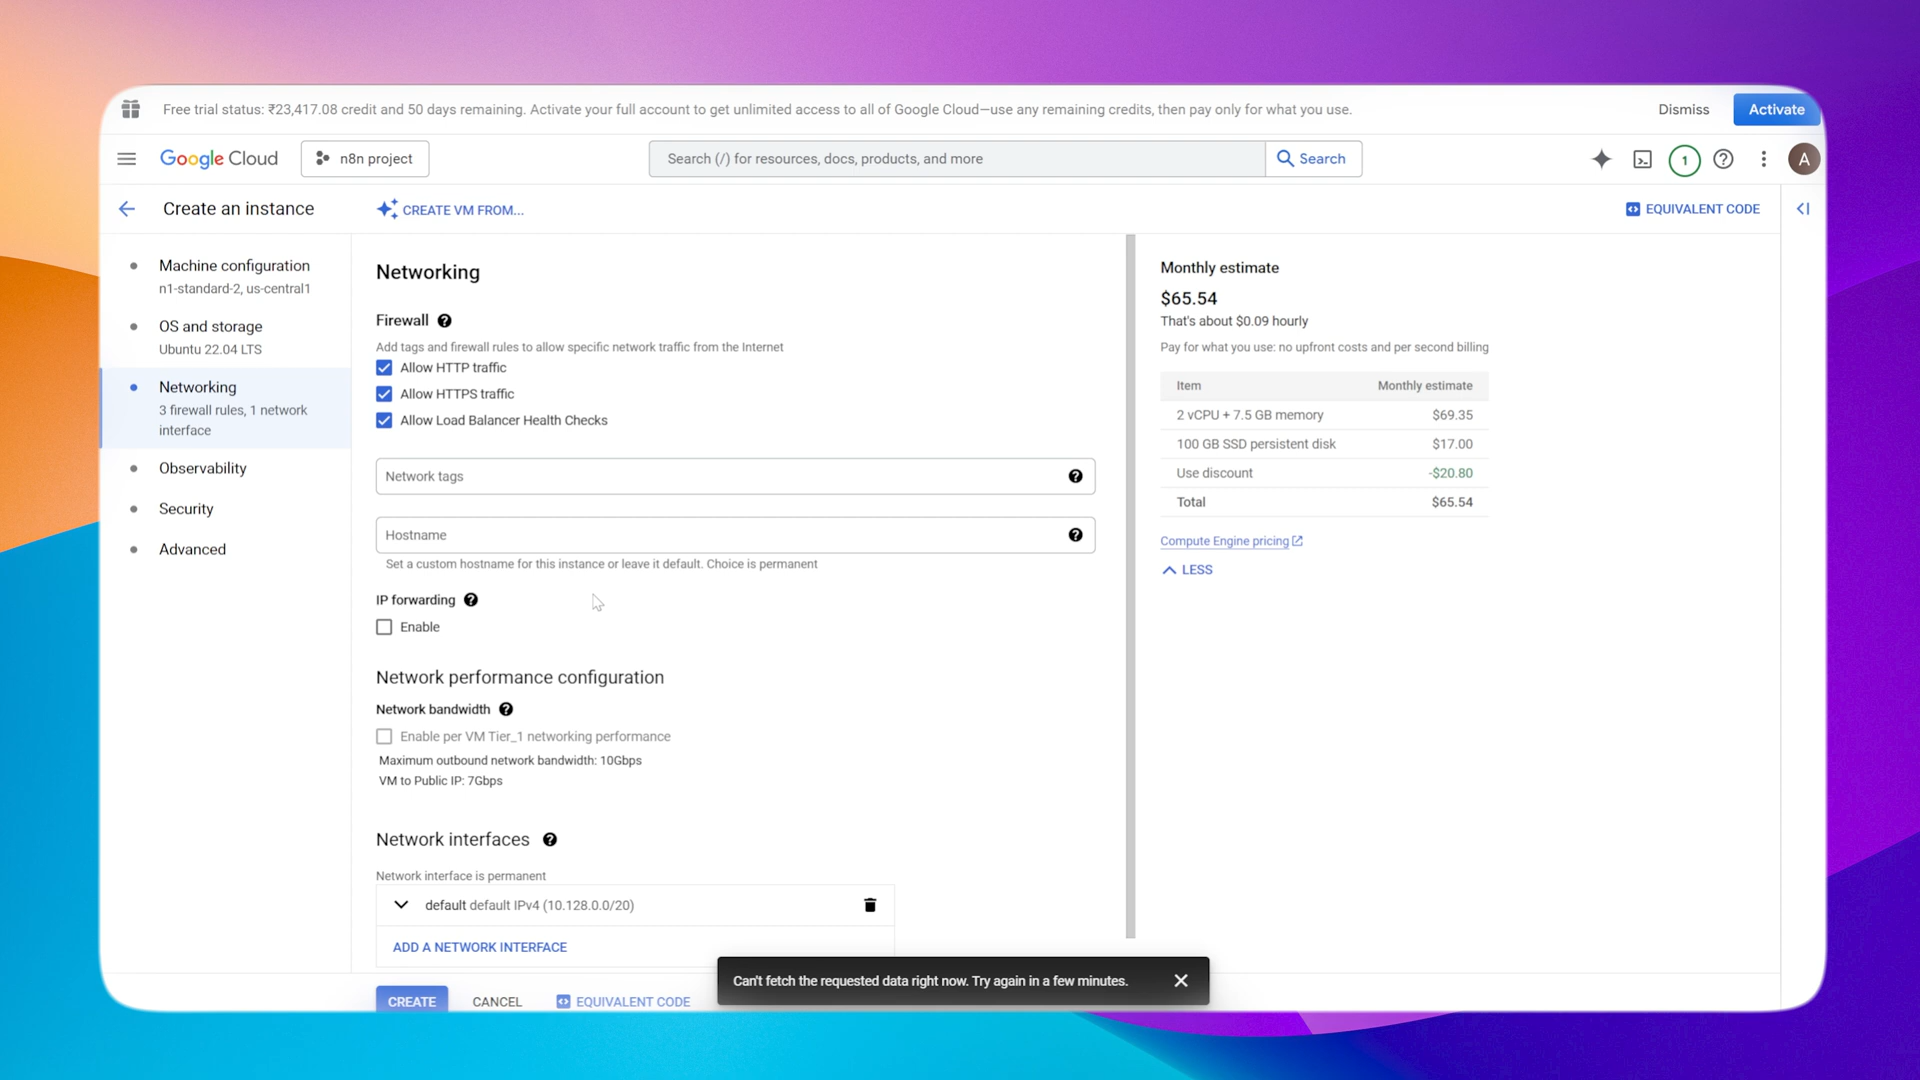 Free trial status: ₹23,417.08 credit and 50 days remaining. Activate your full account to get unlimited access to all of Google Cloud—use any remaining credits, then pay only for what you use.
Dismiss
Activate
Google Cloud
n8n project
Search (/) for resources, docs, products, and more
Search
1
A
Create an instance
CREATE VM FROM...
EQUIVALENT CODE
Machine configuration
n1-standard-2, us-central1
OS and storage
Ubuntu 22.04 LTS
Networking
3 firewall rules, 1 network
interface
Observability
Security
Advanced
Networking
Firewall
Add tags and firewall rules to allow specific network traffic from the Internet
Allow HTTP traffic
Allow HTTPS traffic
Allow Load Balancer Health Checks
Network tags
Hostname
Set a custom hostname for this instance or leave it default. Choice is permanent
IP forwarding
Enable
Network performance configuration
Network bandwidth
Enable per VM Tier_1 networking performance
Maximum outbound network bandwidth: 10Gbps
VM to Public IP: 7Gbps
Network interfaces
Network interface is permanent
default default IPv4 (10.128.0.0/20)
ADD A NETWORK INTERFACE
CREATE
CANCEL
EQUIVALENT CODE
Monthly estimate
$65.54
That's about $0.09 hourly
Pay for what you use: no upfront costs and per second billing
Item Monthly estimate
2 vCPU + 7.5 GB memory $69.35
100 GB SSD persistent disk $17.00
Use discount -$20.80
Total $65.54
Compute Engine pricing
LESS
Can't fetch the requested data right now. Try again in a few minutes.